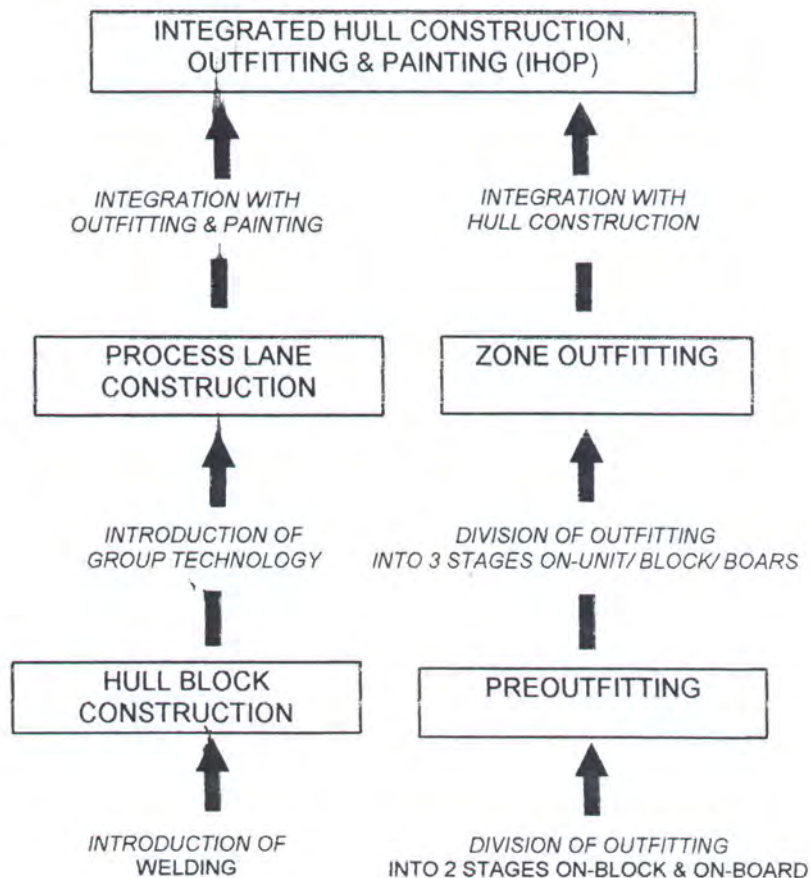 INTEGRATED HULL CONSTRUCTION,
OUTFITTING & PAINTING (IHOP)
INTEGRATION WITH
OUTFITTING & PAINTING
INTEGRATION WITH
HULL CONSTRUCTION
PROCESS LANE
CONSTRUCTION
ZONE OUTFITTING
INTRODUCTION OF
GROUP TECHNOLOGY
DIVISION OF OUTFITTING
INTO 3 STAGES ON-UNIT/ BLOCK/ BOARS
HULL BLOCK
CONSTRUCTION
PREOUTFITTING
INTRODUCTION OF
WELDING
DIVISION OF OUTFITTING
INTO 2 STAGES ON-BLOCK & ON-BOARD